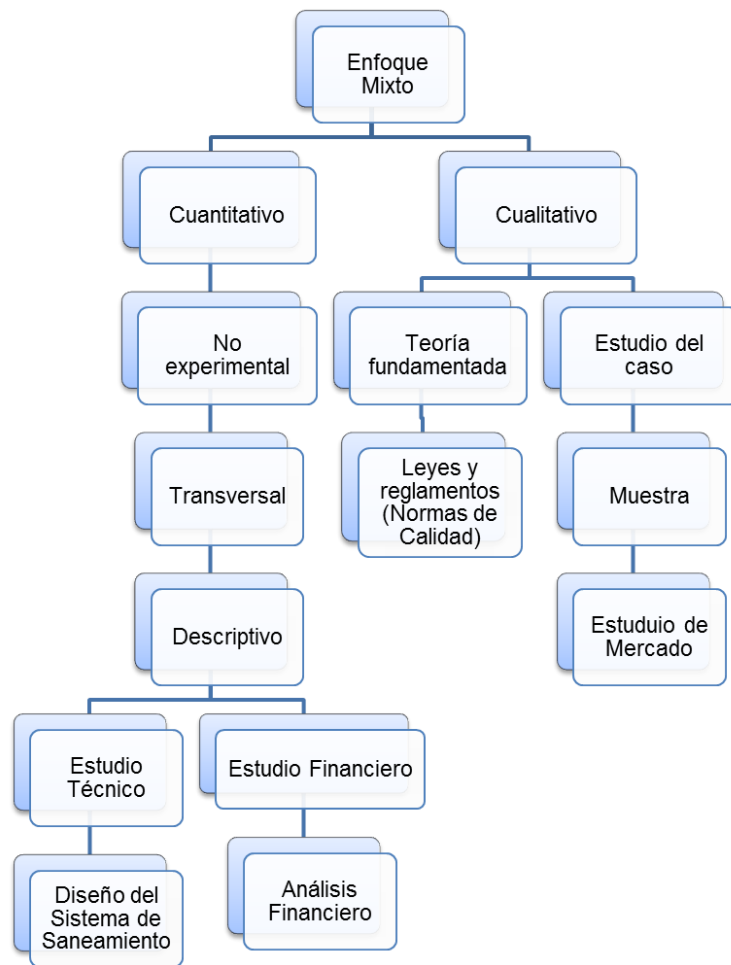 Enfoque
Mixto
Cuantitativo
Cualitativo
No
experimental
Teoría
fundamentada
Estudio del
caso
Transversal
Leyes y
reglamentos
(Normas de
Calidad)
Muestra
Descriptivo
Estuduio de
Mercado
Estudio
Técnico
Estudio Financiero
Diseño del
Sistema de
Saneamiento
Análisis
Financiero